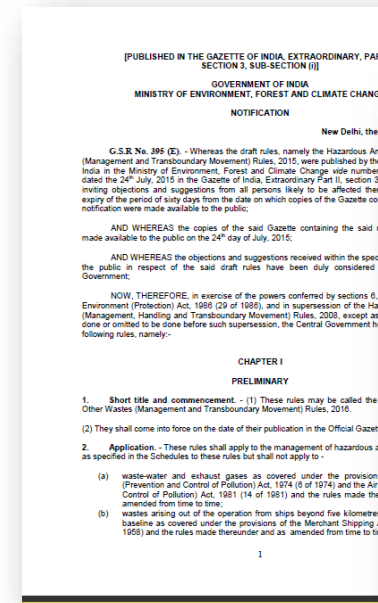 [PUBLISHED IN THE GAZETTE OF INDIA, EXTRAORDINARY, PA
SECTION 3, SUB-SECTION (i)]
GOVERNMENT OF INDIA
MINISTRY OF ENVIRONMENT, FOREST AND CLIMATE CHANG
NOTIFICATION
New Delhi, the
G.S.R No. 395 (E). - Whereas the draft rules, namely the Hazardous An
(Management and Transboundary Movement) Rules, 2015, were published by the
India in the Ministry of Environment, Forest and Climate Change vide number
dated the 24th July, 2015 in the Gazette of India, Extraordinary Part II, section 3
inviting objections and suggestions from all persons likely to be affected ther
expiry of the period of sixty days from the date on which copies of the Gazette co
notification were made available to the public;
AND WHEREAS the copies of the said Gazette containing the said n
made available to the public on the 24th day of July, 2015;
AND WHEREAS the objections and suggestions received within the spec
the public in respect of the said draft rules have been duly considered
Government;
NOW, THEREFORE, in exercise of the powers conferred by sections 6,
Environment (Protection) Act, 1986 (29 of 1986), and in supersession of the Ha
(Management, Handling and Transboundary Movement) Rules, 2008, except as
done or omitted to be done before such supersession, the Central Government h
following rules, namely:-
CHAPTER I
PRELIMINARY
1. Short title and commencement. - (1) These rules may be called the
Other Wastes (Management and Transboundary Movement) Rules, 2016.
(2) They shall come into force on the date of their publication in the Official Gazet
2. Application. - These rules shall apply to the management of hazardous a
as specified in the Schedules to these rules but shall not apply to -
(a) waste-water and exhaust gases as covered under the provision
(Prevention and Control of Pollution) Act, 1974 (6 of 1974) and the Air
Control of Pollution) Act, 1981 (14 of 1981) and the rules made the
amended from time to time;
(b) wastes arising out of the operation from ships beyond five kilometre
baseline as covered under the provisions of the Merchant Shipping
1958) and the rules made thereunder and as amended from time to ti
1